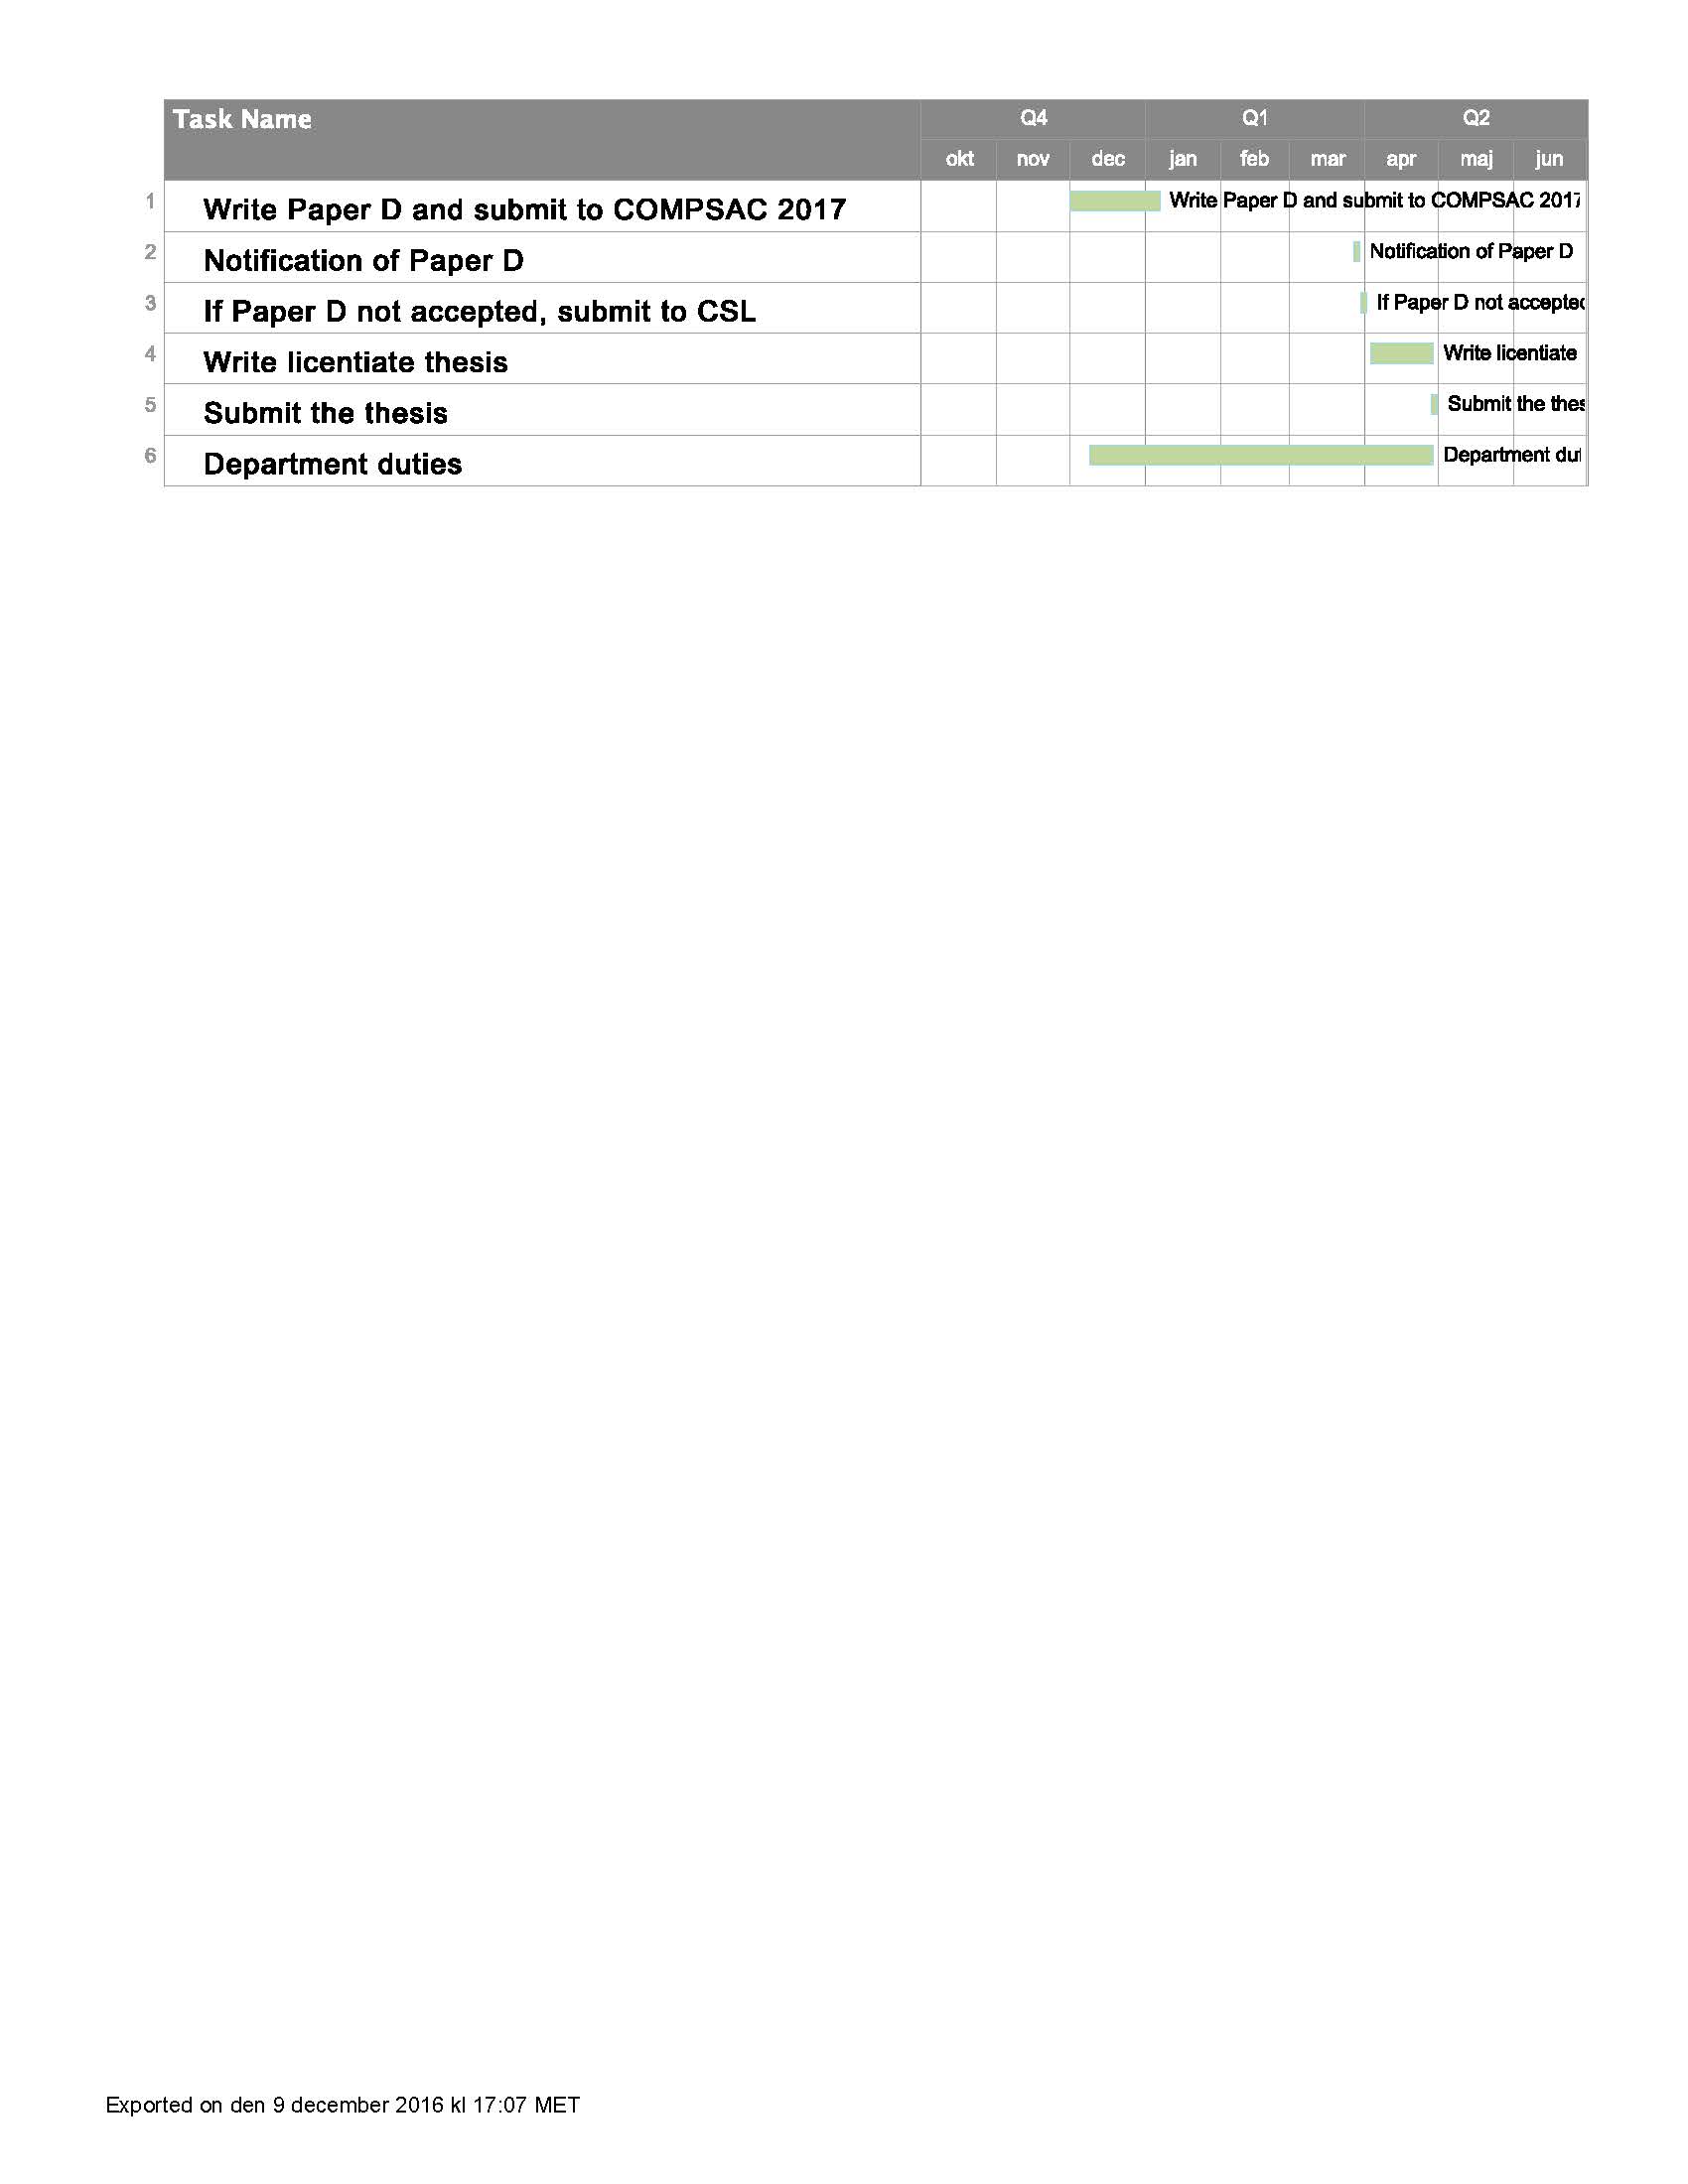 Task Name Q4 Q1 Q2
okt nov dec jan feb mar apr maj jun
1 Write Paper D and submit to COMPSAC 2017 Write Paper D and submit to COMPSAC 2017
2 Notification of Paper D Notification of Paper D
3 If Paper D not accepted, submit to CSL If Paper D not accepted
4 Write licentiate thesis Write licentiate
5 Submit the thesis Submit the thes
6 Department duties Department dut
Exported on den 9 december 2016 kl 17:07 MET